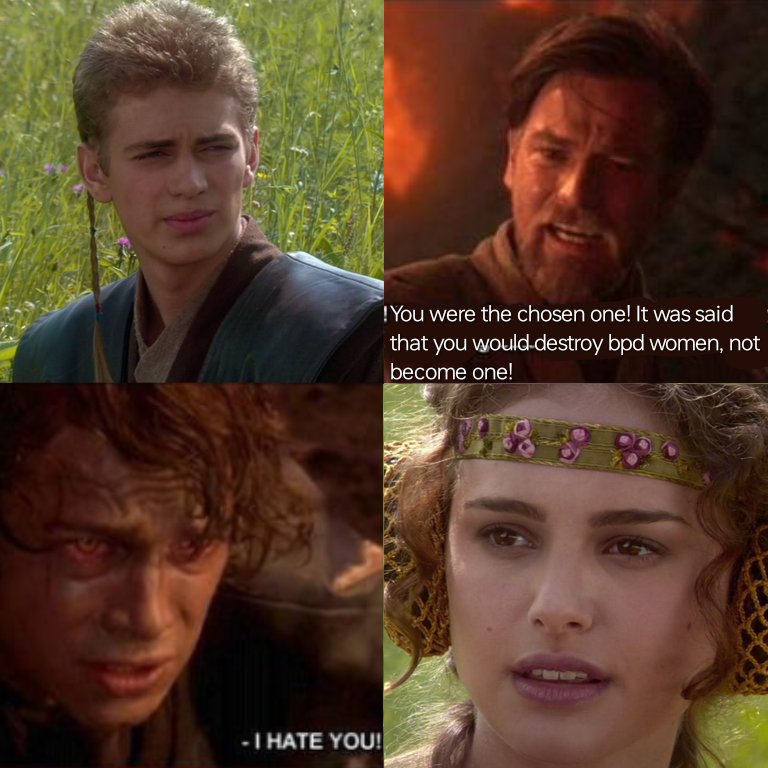 !You were the chosen one! It was said
that you would destroy bpd women, not
become one!
- I HATE YOU!